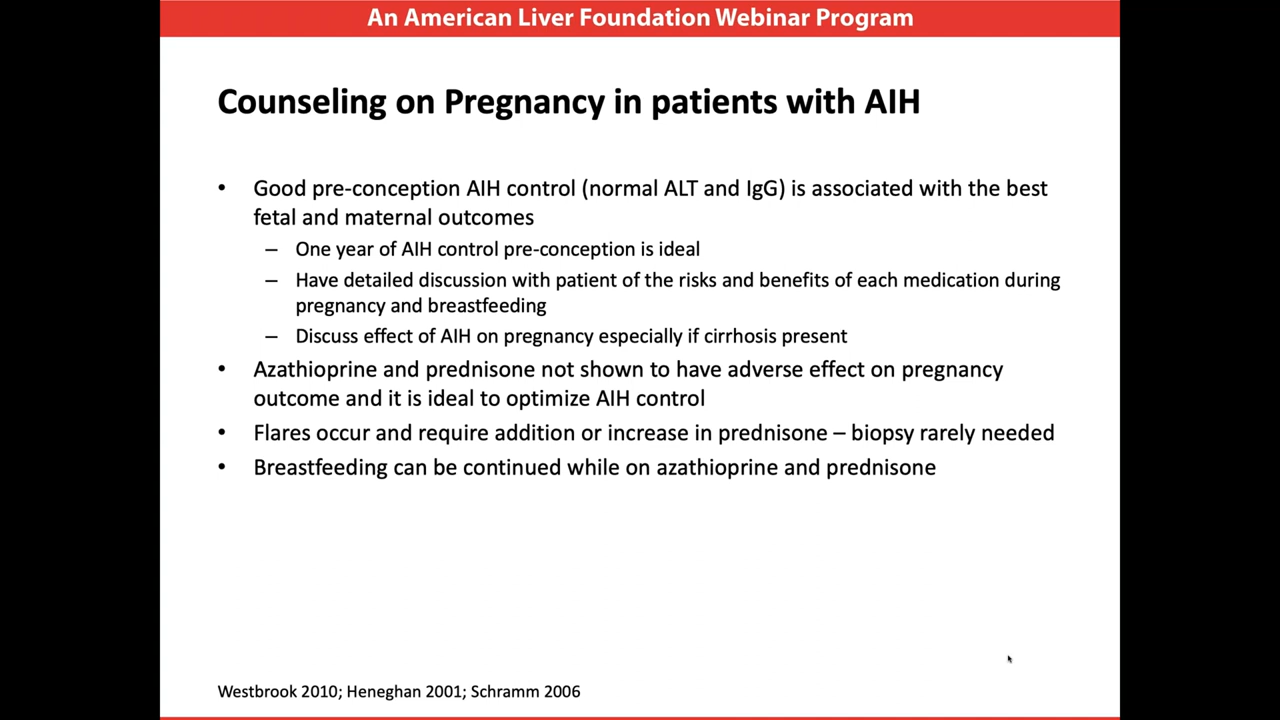 An American Liver Foundation Webinar Program
Counseling on Pregnancy in patients with AIH
• Good pre-conception AIH control (normal ALT and IgG) is associated with the best
fetal and maternal outcomes
– One year of AIH control pre-conception is ideal
– Have detailed discussion with patient of the risks and benefits of each medication during
pregnancy and breastfeeding
– Discuss effect of AIH on pregnancy especially if cirrhosis present
• Azathioprine and prednisone not shown to have adverse effect on pregnancy
outcome and it is ideal to optimize AIH control
• Flares occur and require addition or increase in prednisone – biopsy rarely needed
• Breastfeeding can be continued while on azathioprine and prednisone
Westbrook 2010; Heneghan 2001; Schramm 2006